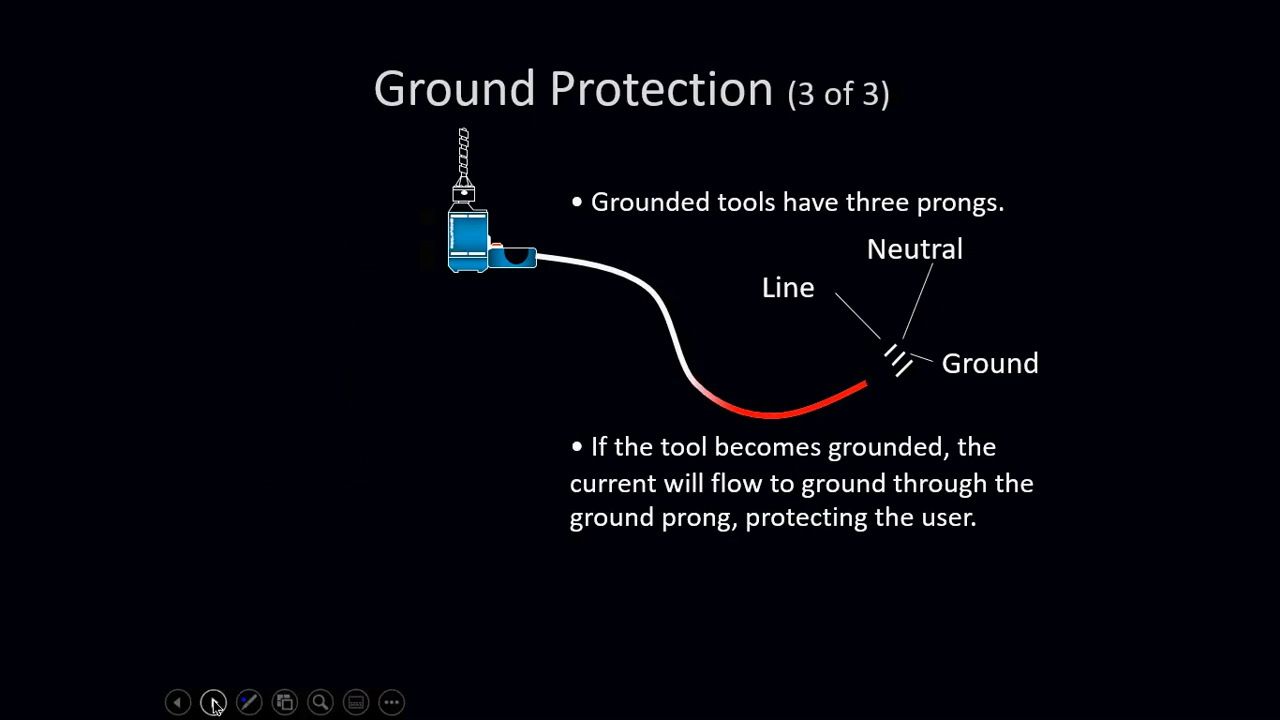 Ground Protection (3 of 3)
• Grounded tools have three prongs.
Neutral
Line
Ground
• If the tool becomes grounded, the
current will flow to ground through the
ground prong, protecting the user.